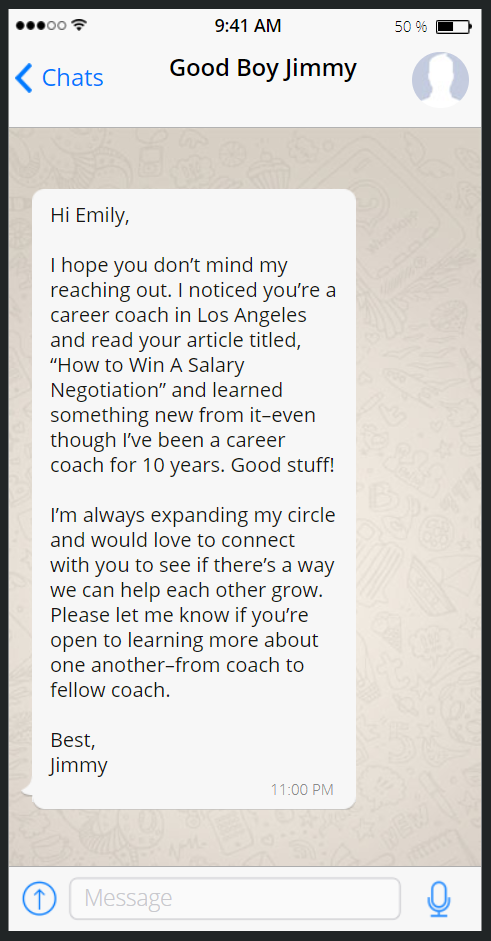 9:41 AM
50 %
Chats
Good Boy Jimmy
Hi Emily,
I hope you don’t mind my
reaching out. I noticed you’re a
career coach in Los Angeles
and read your article titled,
“How to Win A Salary
Negotiation” and learned
something new from it–even
though I’ve been a career
coach for 10 years. Good stuff!
I’m always expanding my circle
and would love to connect
with you to see if there’s a way
we can help each other grow.
Please let me know if you’re
open to learning more about
one another–from coach to
fellow coach.
Best,
Jimmy
11:00 PM
Message